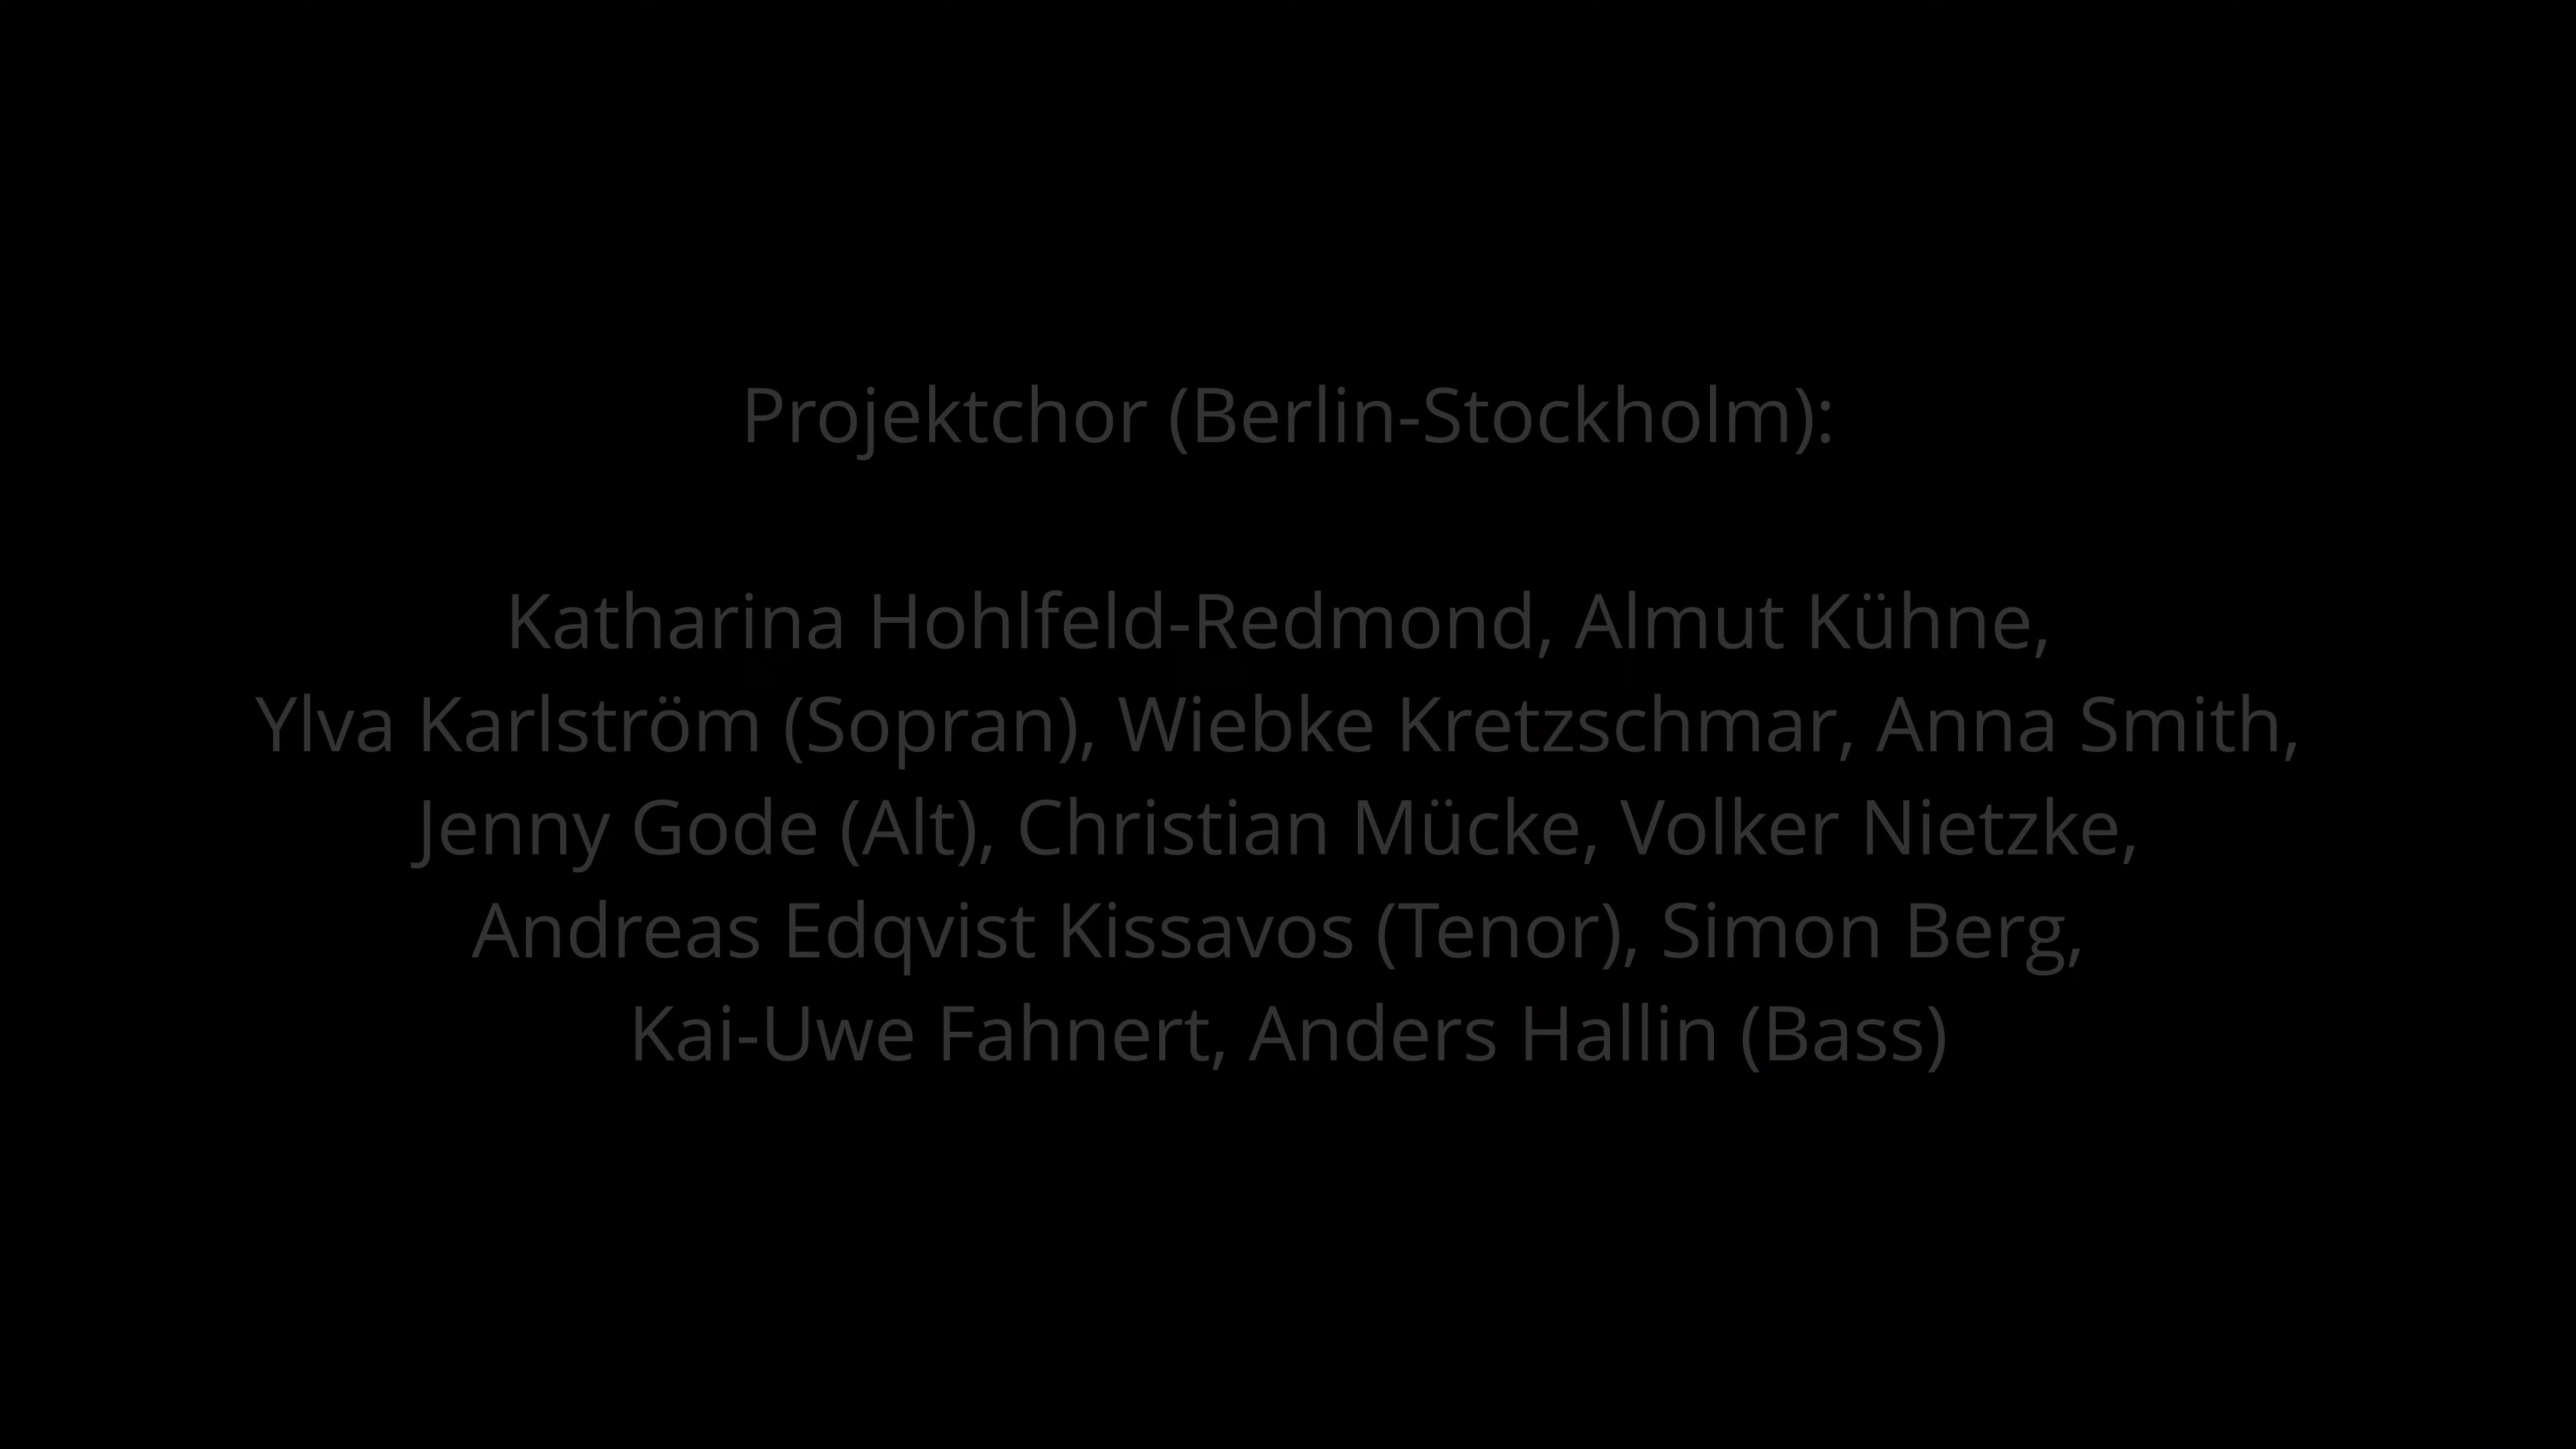 Projektchor (Berlin-Stockholm):
Katharina Hohlfeld-Redmond, Almut Kühne,
Ylva Karlström (Sopran), Wiebke Kretzschmar, Anna Smith,
Jenny Gode (Alt), Christian Mücke, Volker Nietzke,
Andreas Edqvist Kissavos (Tenor), Simon Berg,
Kai-Uwe Fahnert, Anders Hallin (Bass)